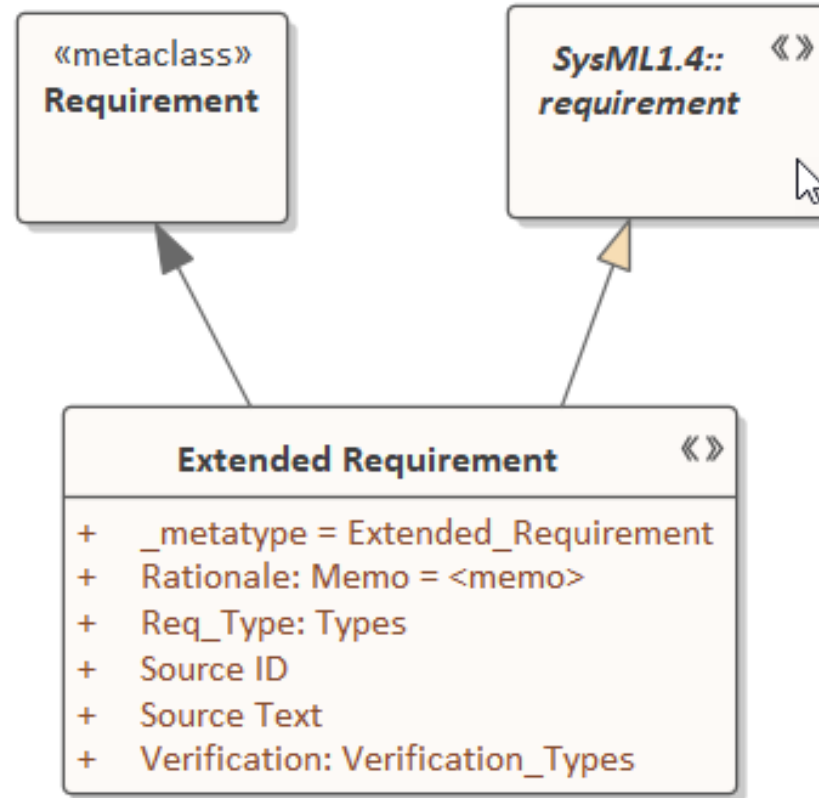 «metaclass»
Requirement
SysML1.4::
requirement
«»
Extended Requirement
«»
+ _metatype = Extended_Requirement
+ Rationale: Memo = <memo>
+ Req_Type: Types
+ Source ID
+ Source Text
+ Verification: Verification_Types